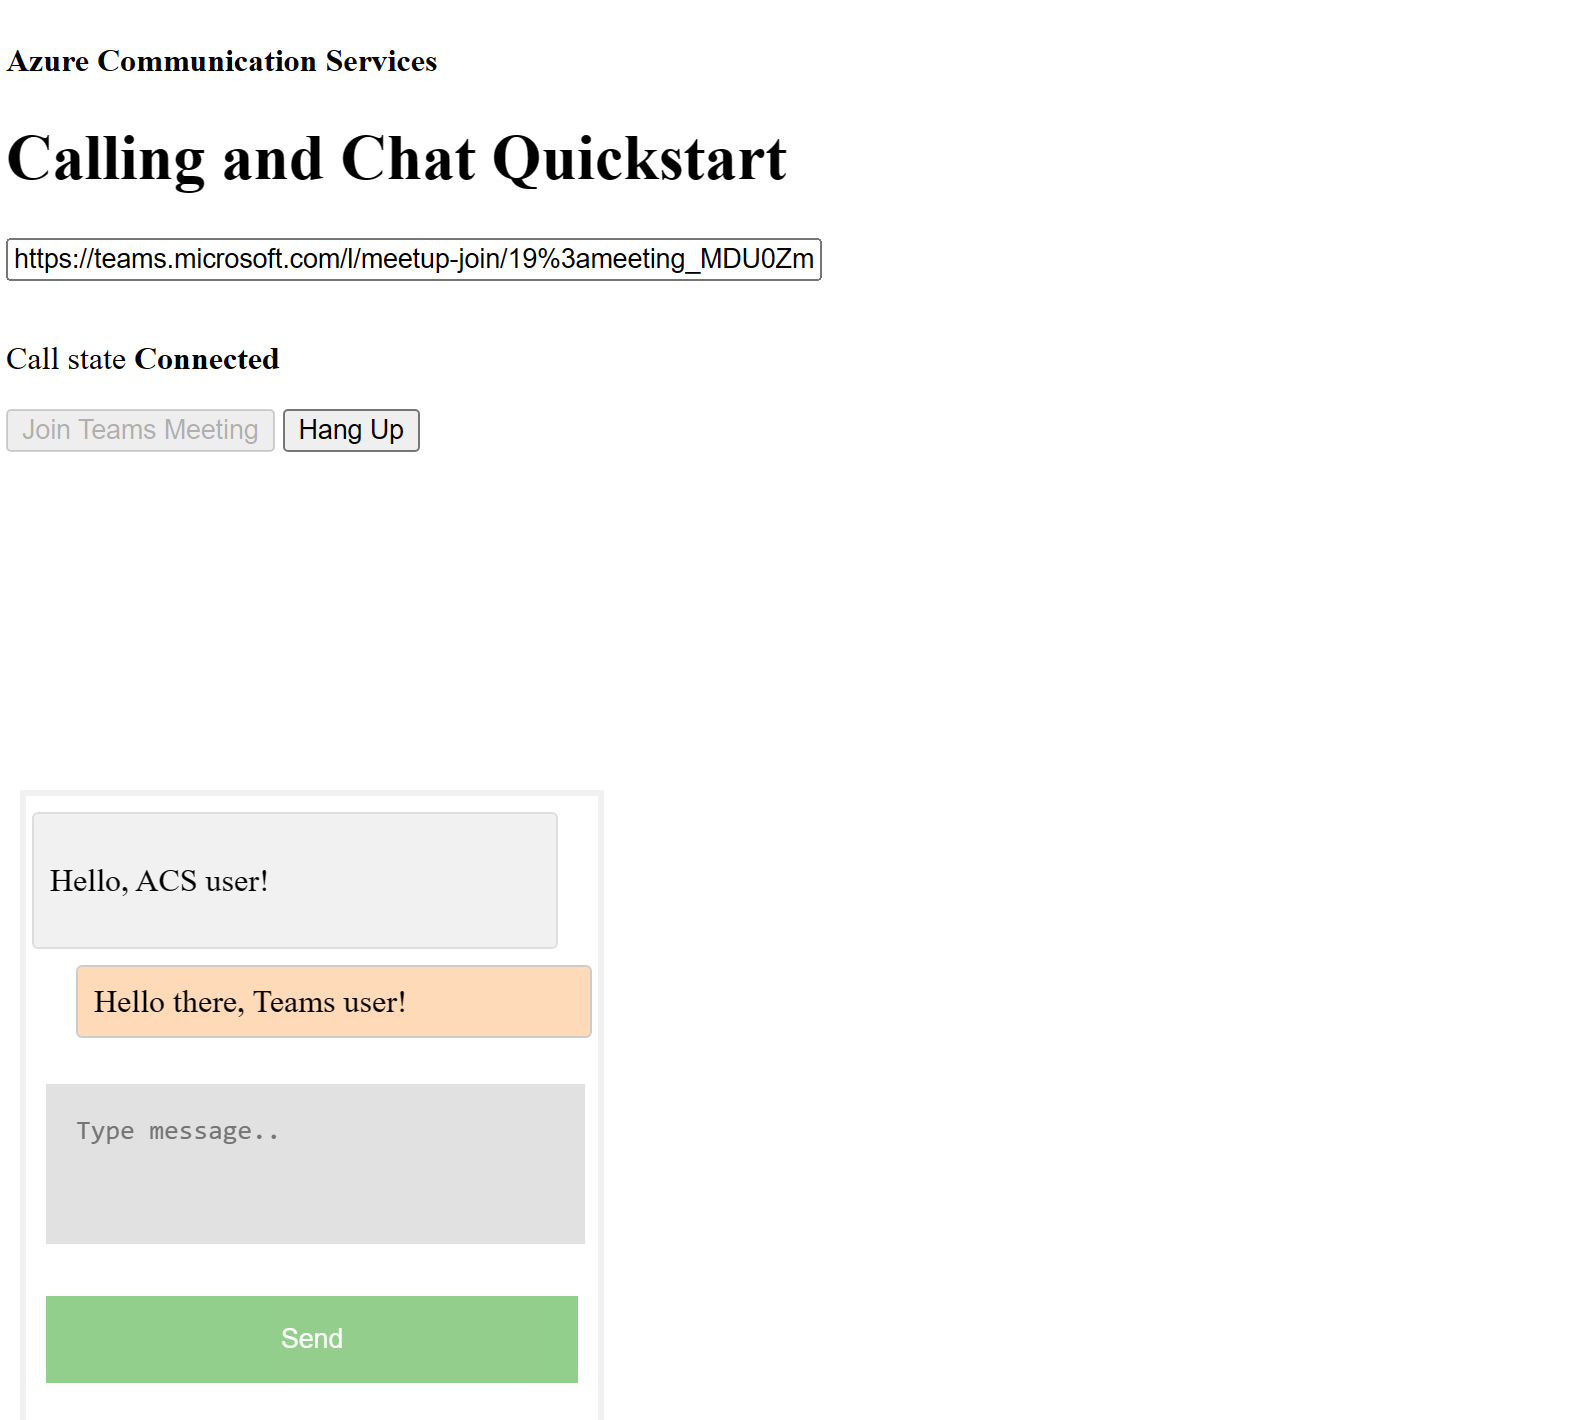 Azure Communication Services
Calling and Chat Quickstart
https://teams.microsoft.com/l/meetup-join/19%3ameeting_MDU0Zm
Call state Connected
Join Teams Meeting Hang Up
Hello, ACS user!
Hello there, Teams user!
Type message..
Send